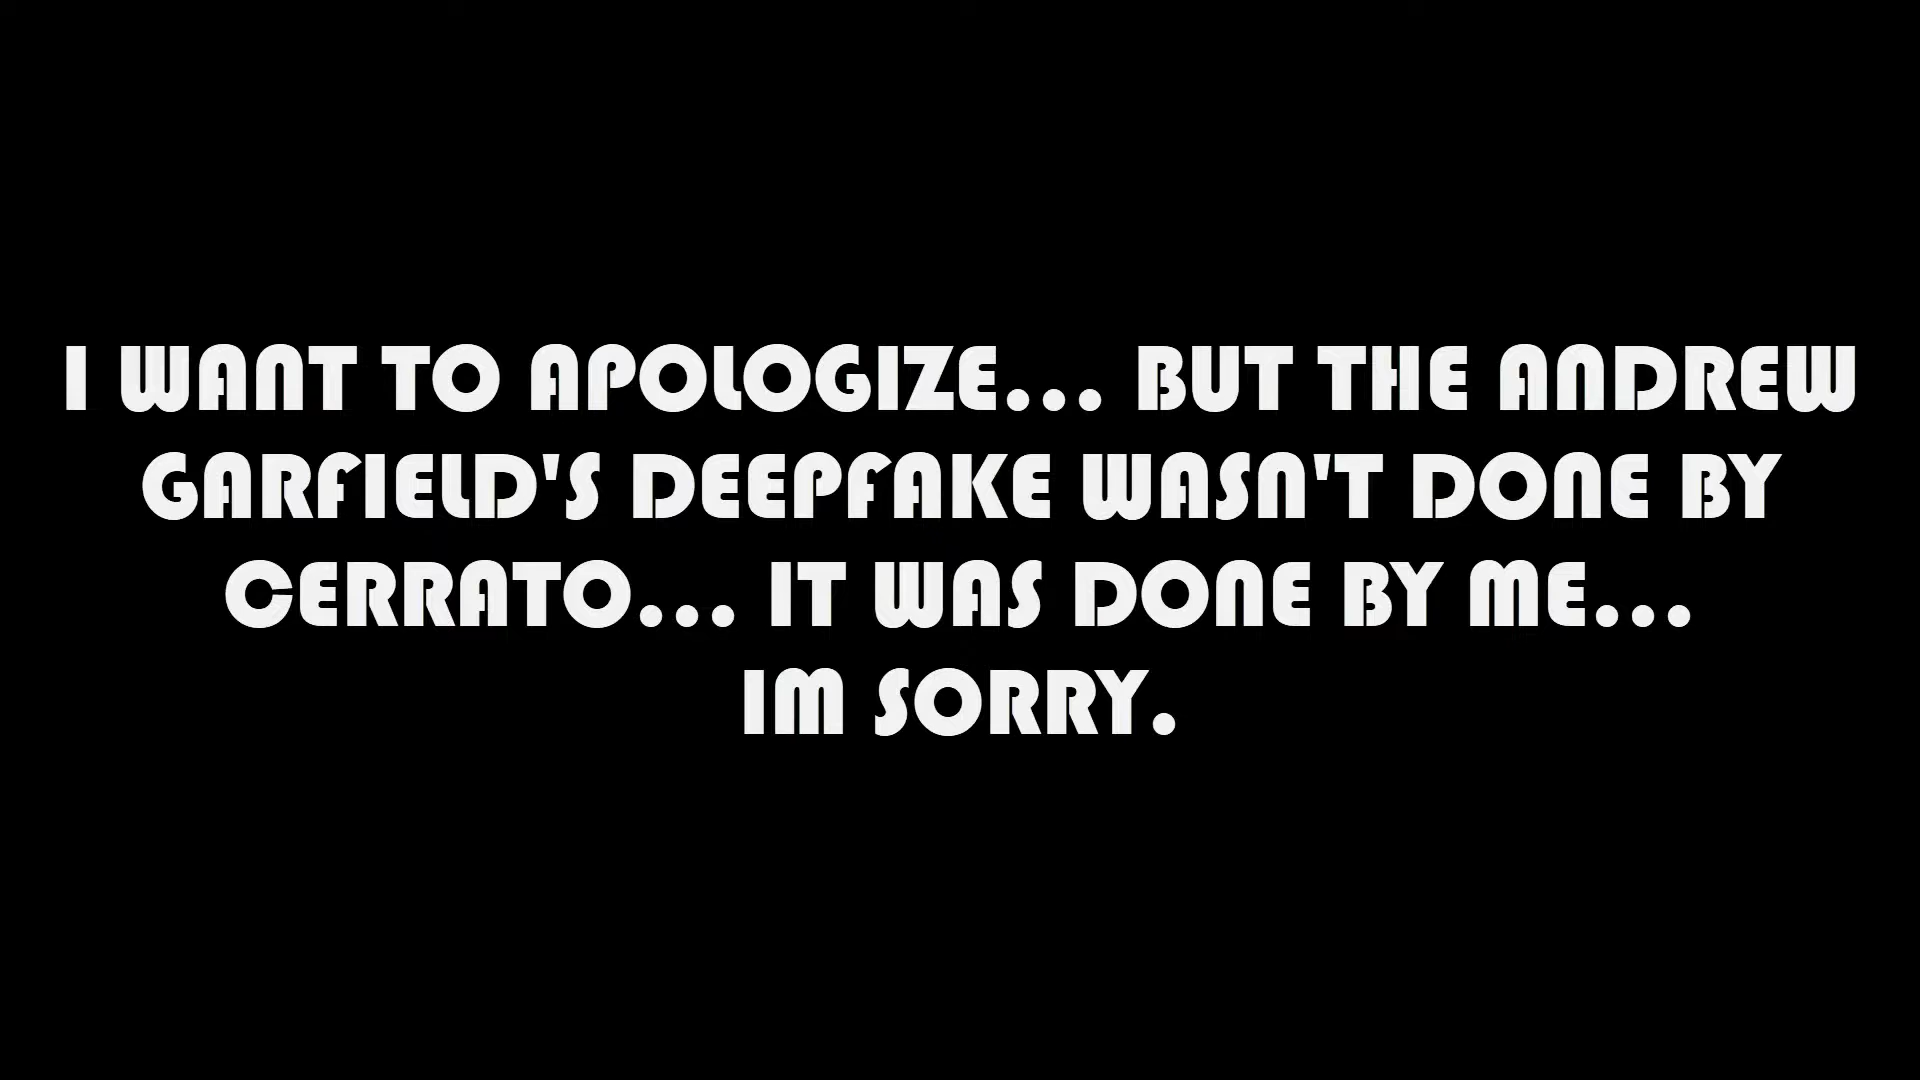 I WANT TO APOLOGIZE... BUT THE ANDREW
GARFIELD'S DEEPFAKE WASN'T DONE BY
CERRATO... IT WAS DONE BY ME...
IM SORRY.